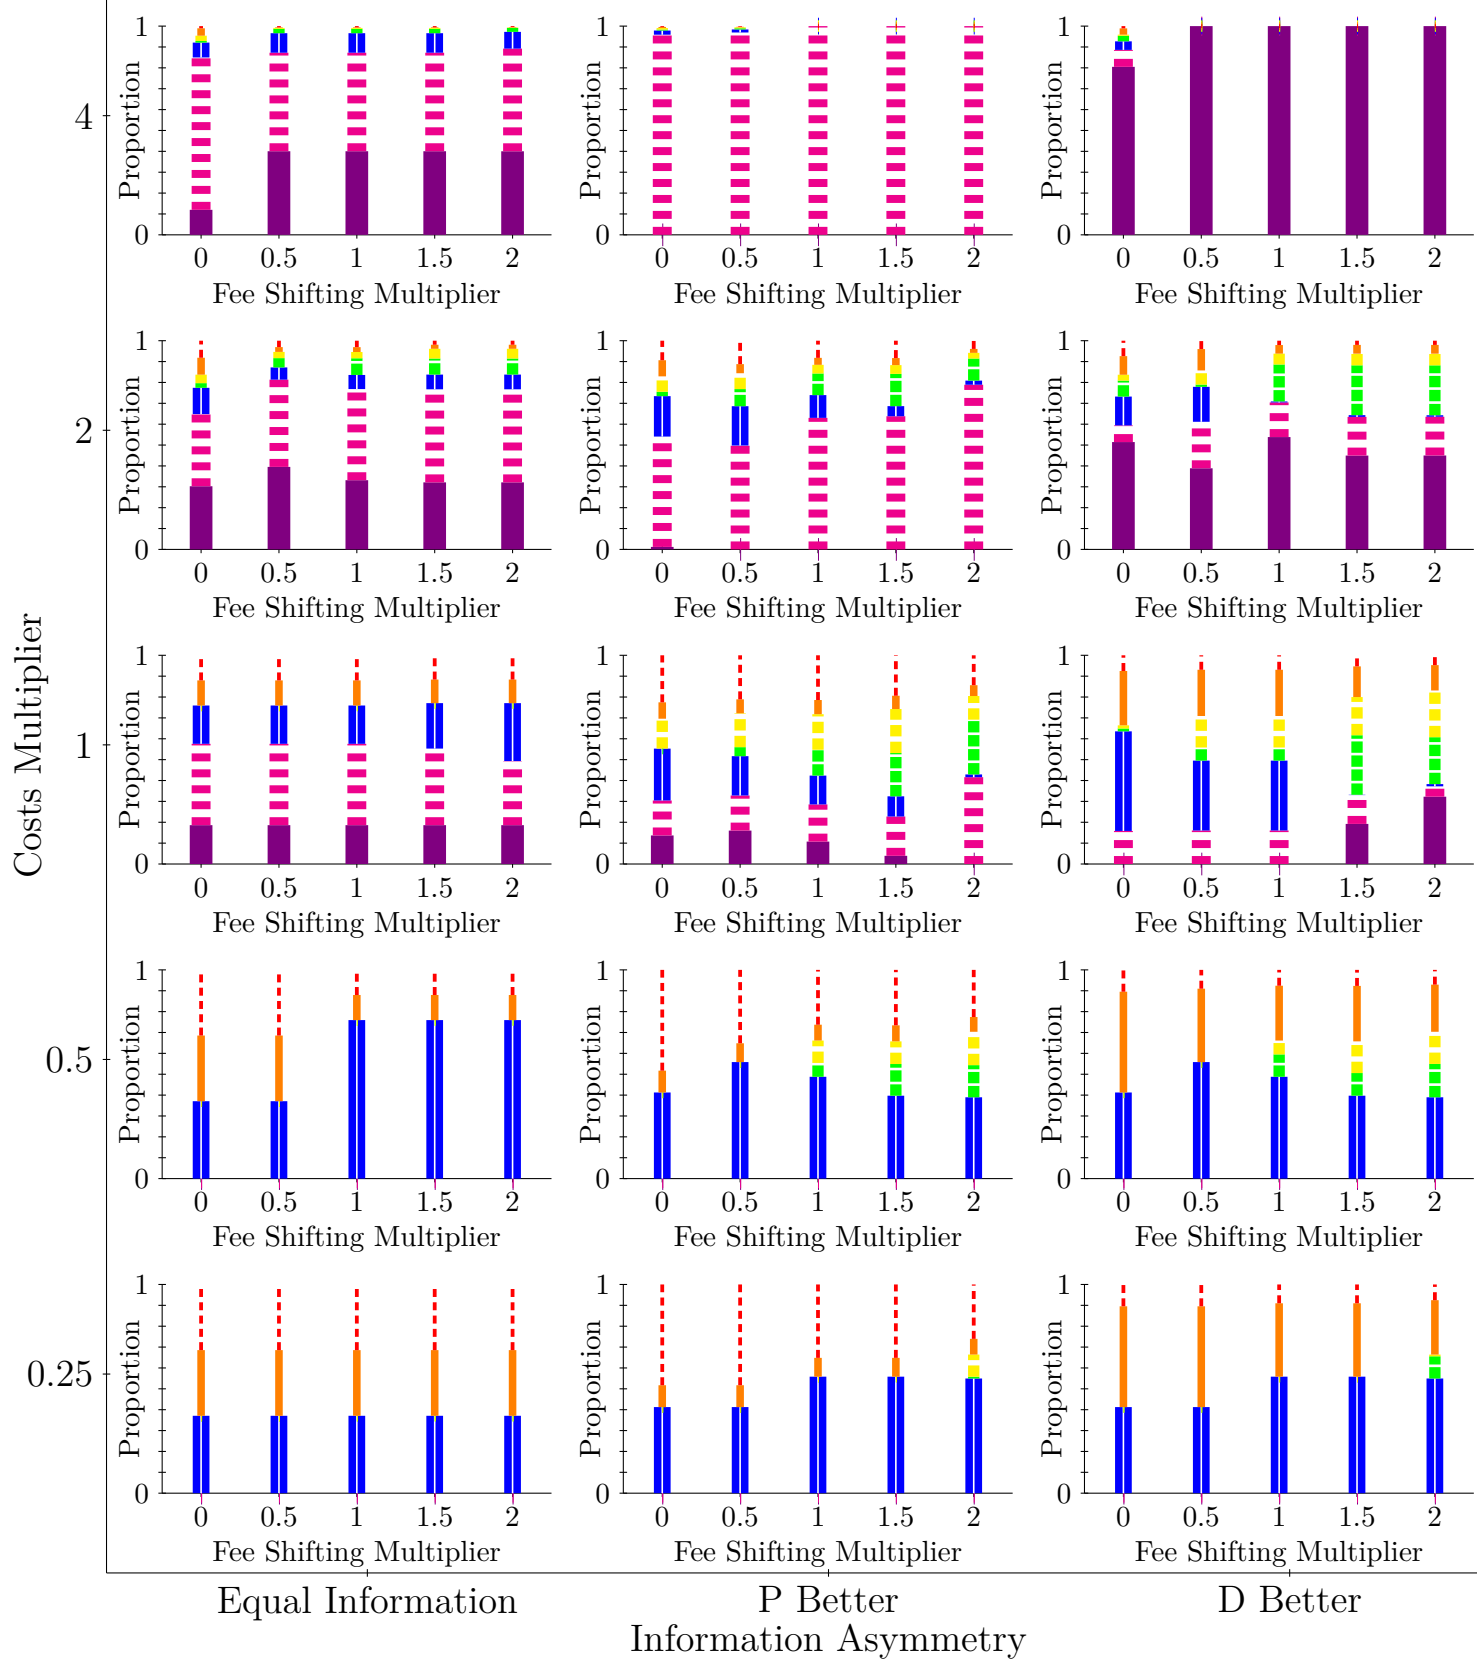 Costs Multiplier
4
1
Proportion
0
0 0.5 1 1.5 2
Fee Shifting Multiplier
1
Proportion
0
0 0.5 1 1.5 2
Fee Shifting Multiplier
1
Proportion
0
0 0.5 1 1.5 2
Fee Shifting Multiplier
2
1
Proportion
0
0 0.5 1 1.5 2
Fee Shifting Multiplier
1
Proportion
0
0 0.5 1 1.5 2
Fee Shifting Multiplier
1
Proportion
0
0 0.5 1 1.5 2
Fee Shifting Multiplier
1
1
Proportion
0
0 0.5 1 1.5 2
Fee Shifting Multiplier
1
Proportion
0
0 0.5 1 1.5 2
Fee Shifting Multiplier
1
Proportion
0
0 0.5 1 1.5 2
Fee Shifting Multiplier
0.5
1
Proportion
0
0 0.5 1 1.5 2
Fee Shifting Multiplier
1
Proportion
0
0 0.5 1 1.5 2
Fee Shifting Multiplier
1
Proportion
0
0 0.5 1 1.5 2
Fee Shifting Multiplier
0.25
1
Proportion
0
0 0.5 1 1.5 2
Fee Shifting Multiplier
1
Proportion
0
0 0.5 1 1.5 2
Fee Shifting Multiplier
1
Proportion
0
0 0.5 1 1.5 2
Fee Shifting Multiplier
Equal Information P Better D Better
Information Asymmetry